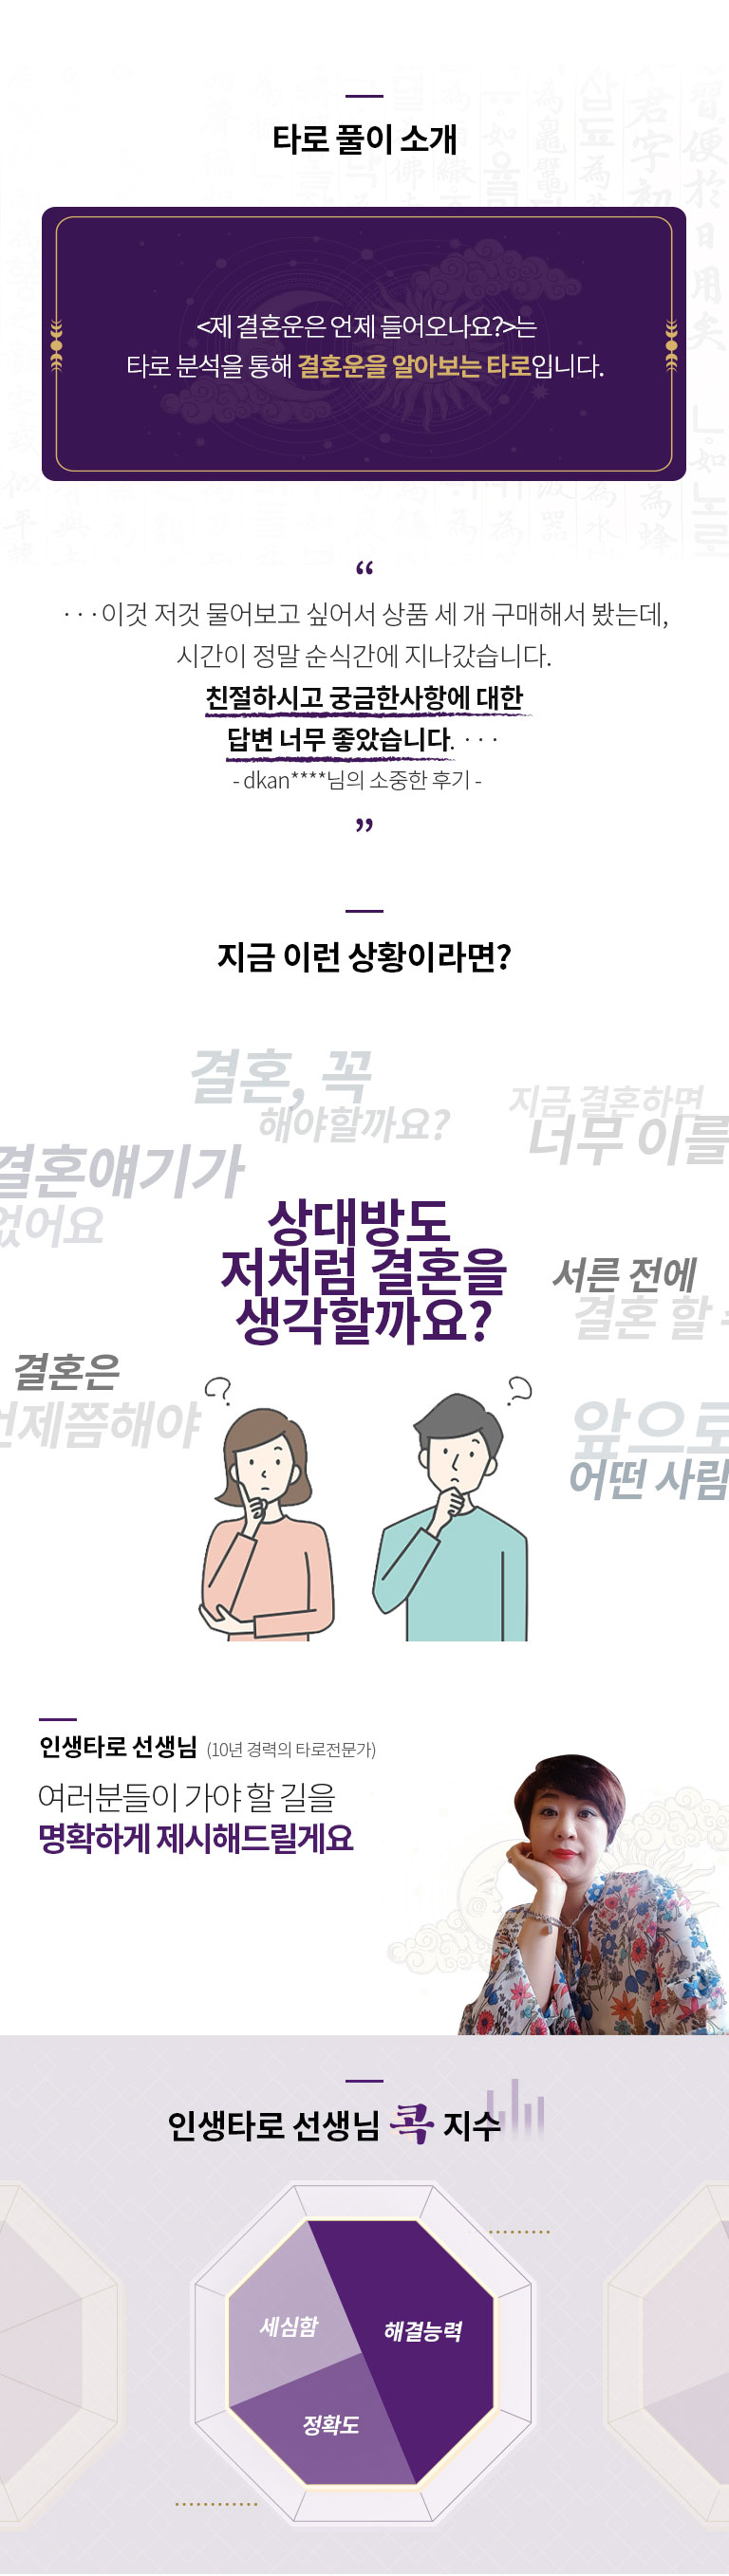 타로 풀이 소개
<제 결혼운은 언제 들어오나요?>는
타로 분석을 통해 결혼운을 알아보는 타로입니다.
“
· · · 이것 저것 물어보고 싶어서 상품 세 개 구매해서 봤는데,
시간이 정말 순식간에 지나갔습니다.
친절하시고 궁금한사항에 대한
답변 너무 좋았습니다. · · ·
- dkan****님의 소중한 후기 -
”
지금 이런 상황이라면?
결혼, 꼭
해야할까요?
지금 결혼하면
너무 이를
결혼얘기가
없어요
상대방도
저처럼 결혼을
생각할까요?
서른 전에
결혼 할
결혼은
언제쯤해야
앞으로
어떤 사람
인생타로 선생님 (10년 경력의 타로전문가)
여러분들이 가야 할 길을
명확하게 제시해드릴게요
인생타로 선생님 콕 지수
세심함
해결능력
정확도